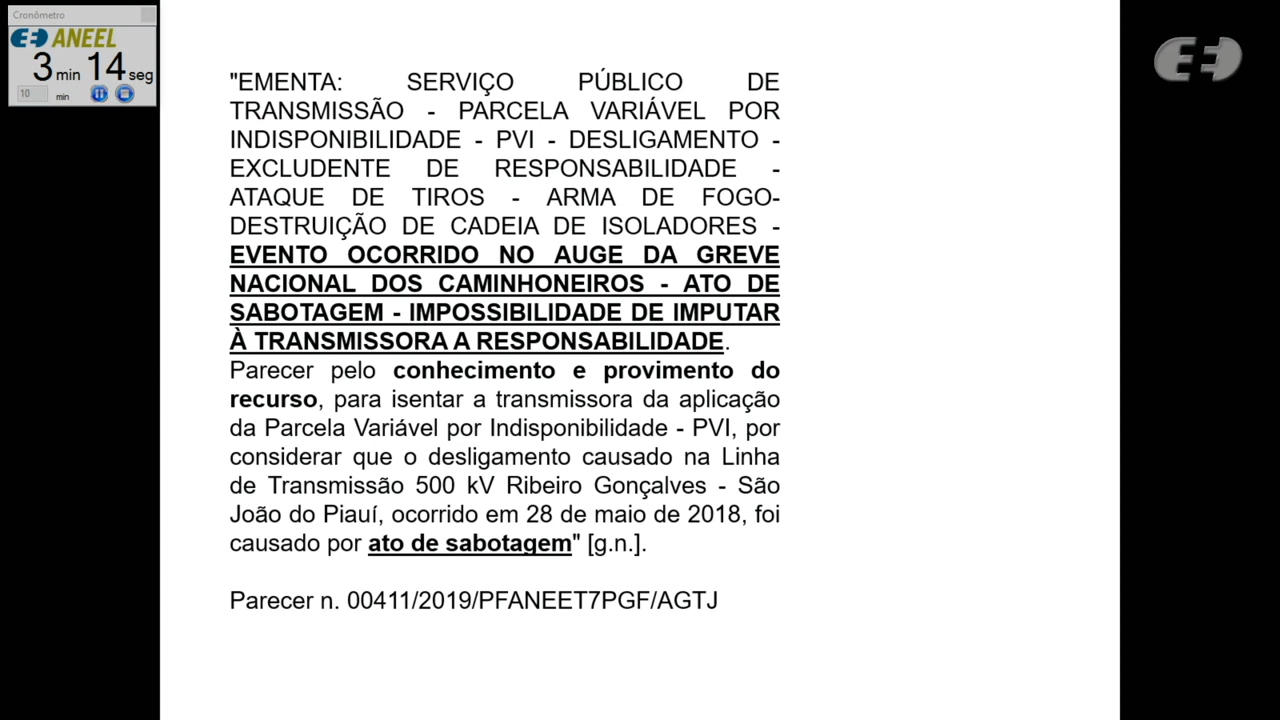 Cronômetro
ANEEL
3 min 14 seg
10 min
"EMENTA: SERVIÇO PÚBLICO DE
TRANSMISSÃO - PARCELA VARIÁVEL POR
INDISPONIBILIDADE - PVI - DESLIGAMENTO -
EXCLUDENTE DE RESPONSABILIDADE -
ATAQUE DE TIROS - ARMA DE FOGO-
DESTRUIÇÃO DE CADEIA DE ISOLADORES -
EVENTO OCORRIDO NO AUGE DA GREVE
NACIONAL DOS CAMINHONEIROS - ATO DE
SABOTAGEM - IMPOSSIBILIDADE DE IMPUTAR
À TRANSMISSORA A RESPONSABILIDADE.
Parecer pelo conhecimento e provimento do
recurso, para isentar a transmissora da aplicação
da Parcela Variável por Indisponibilidade - PVI, por
considerar que o desligamento causado na Linha
de Transmissão 500 kV Ribeiro Gonçalves - São
João do Piauí, ocorrido em 28 de maio de 2018, foi
causado por ato de sabotagem" [g.n.].
Parecer n. 00411/2019/PFANEET7PGF/AGTJ